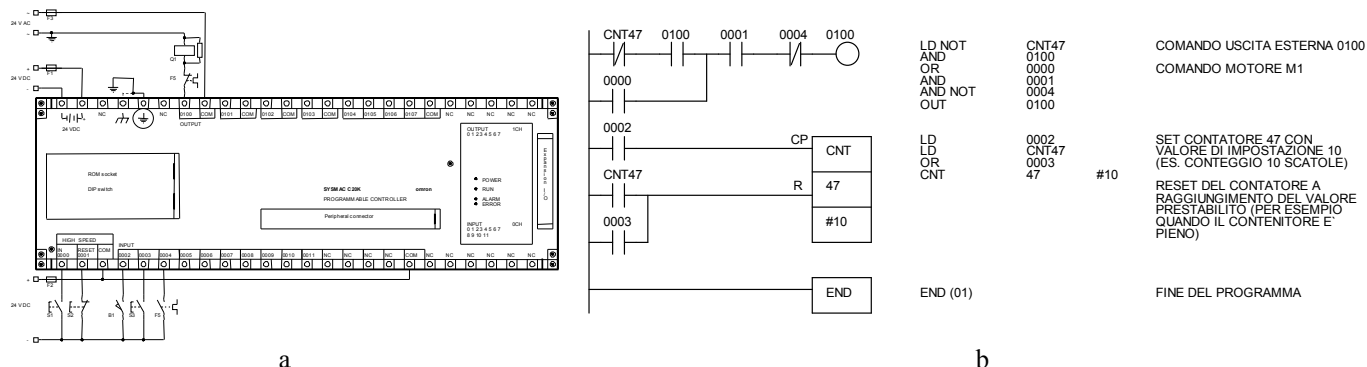 ~ F3
24 V AC
~
Q1
+ F1 F5
24 V DC
-
NC NC 0100 COM 0101 COM 0102 COM 0103 COM 0104 0105 0106 0107 COM NC NC NC NC NC
24 VDC
OUTPUT
OUTPUT 1CH
0 1 2 3 4 5 6 7
Expansion I/O
ROM socket
DIP switch
POWER
RUN
ALARM
ERROR
SYSMAC C20K omron
PROGRAMMABLE CONTROLLER
Peripheral connector
INPUT 0CH
0 1 2 3 4 5 6 7
8 9 10 11
HIGH SPEED
INPUT
IN RESET COM
0000 0001 0002 0003 0004 0005 0006 0007 0008 0009 0010 0011 NC NC NC NC COM NC NC NC NC
+ F2
24 V DC
S1 S2 B1 S3 F5
-
a
CNT47 0100 0001 0004 0100
0000
0002
CP
CNT
CNT47
R
47
0003
#10
END
LD NOT CNT47 COMANDO USCITA ESTERNA 0100
AND 0100
OR 0000 COMANDO MOTORE M1
AND 0001
AND NOT 0004
OUT 0100
LD 0002 SET CONTATORE 47 CON
LD CNT47 VALORE DI IMPOSTAZIONE 10
OR 0003 (ES. CONTEGGIO 10 SCATOLE)
CNT 47 #10
RESET DEL CONTATORE A
RAGGIUNGIMENTO DEL VALORE
PRESTABILITO (PER ESEMPIO
QUANDO IL CONTENITORE E`
PIENO)
END (01) FINE DEL PROGRAMMA
b